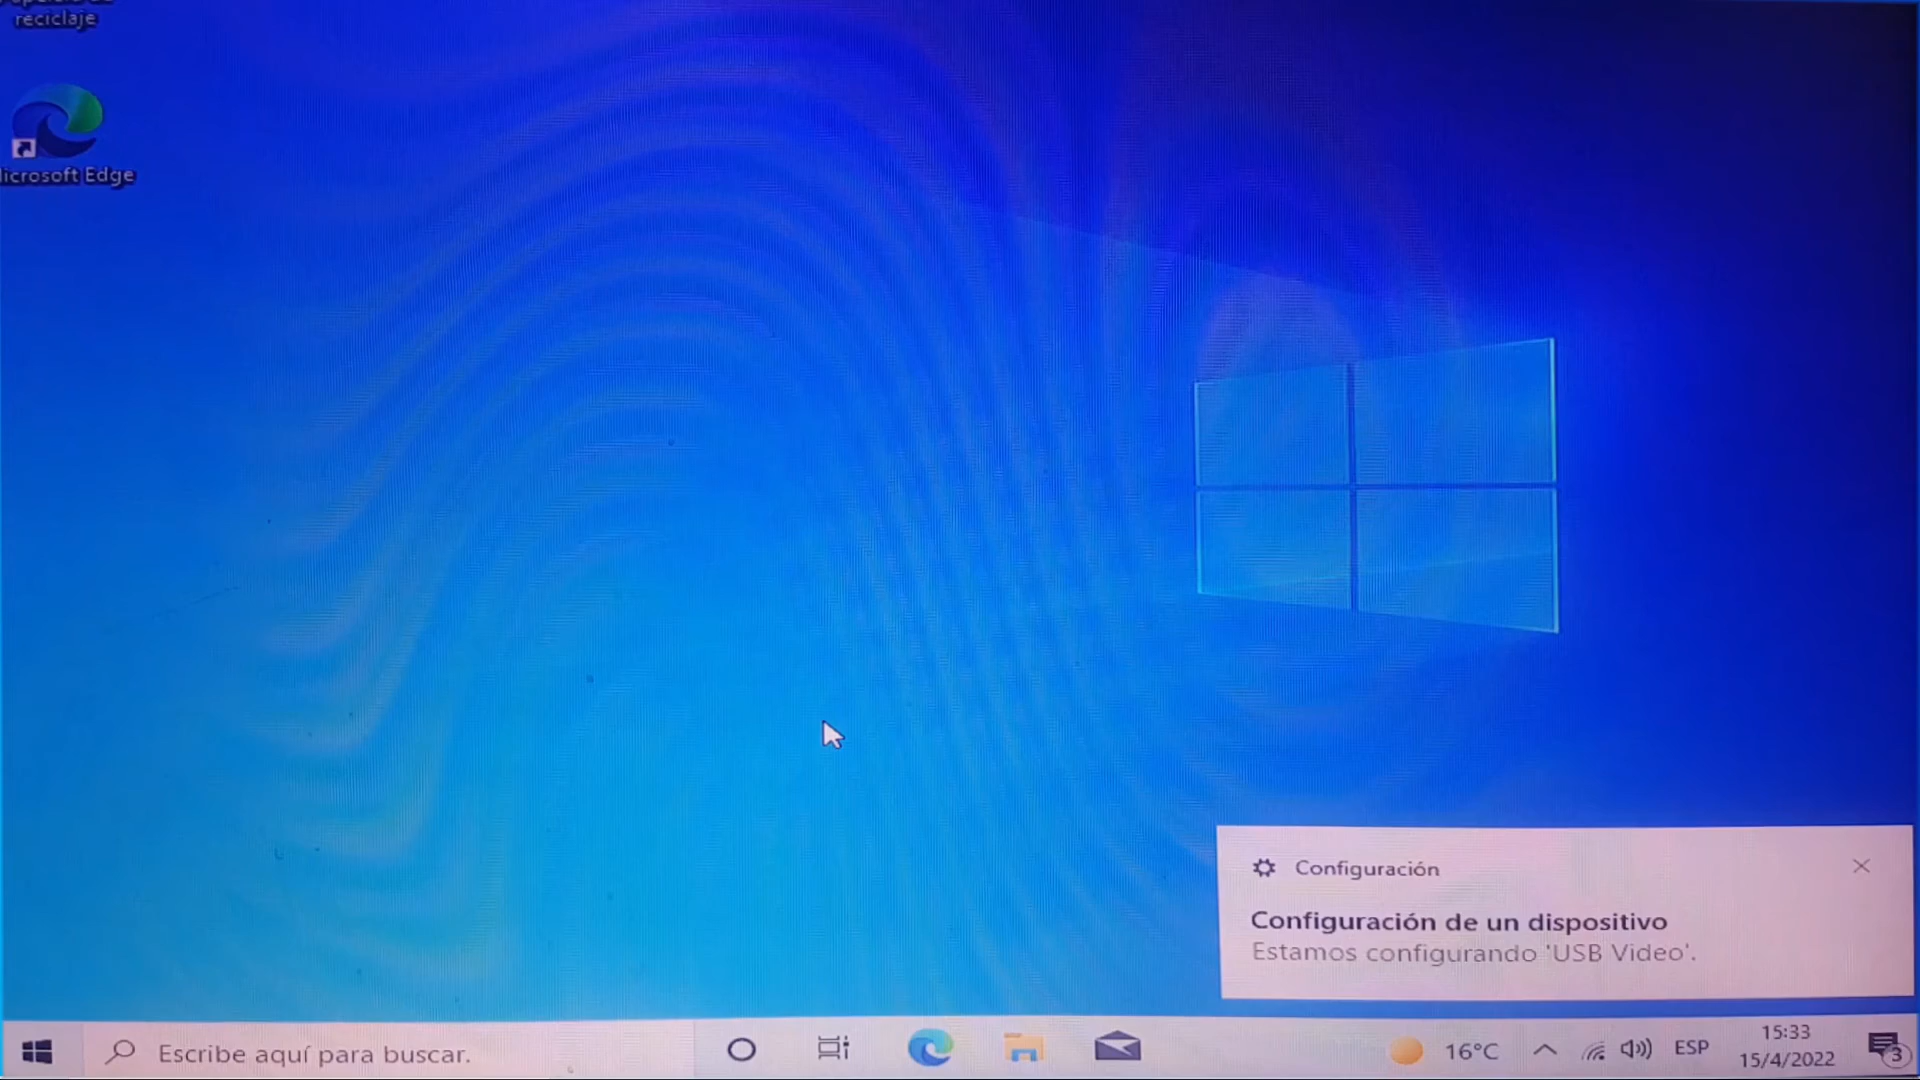 reciclaje
icrosoft Edge
Configuración
Configuración de un dispositivo
Estamos configurando 'USB Video'.
Escribe aquí para buscar.
16°C
ESP
15:33
15/4/2022
3